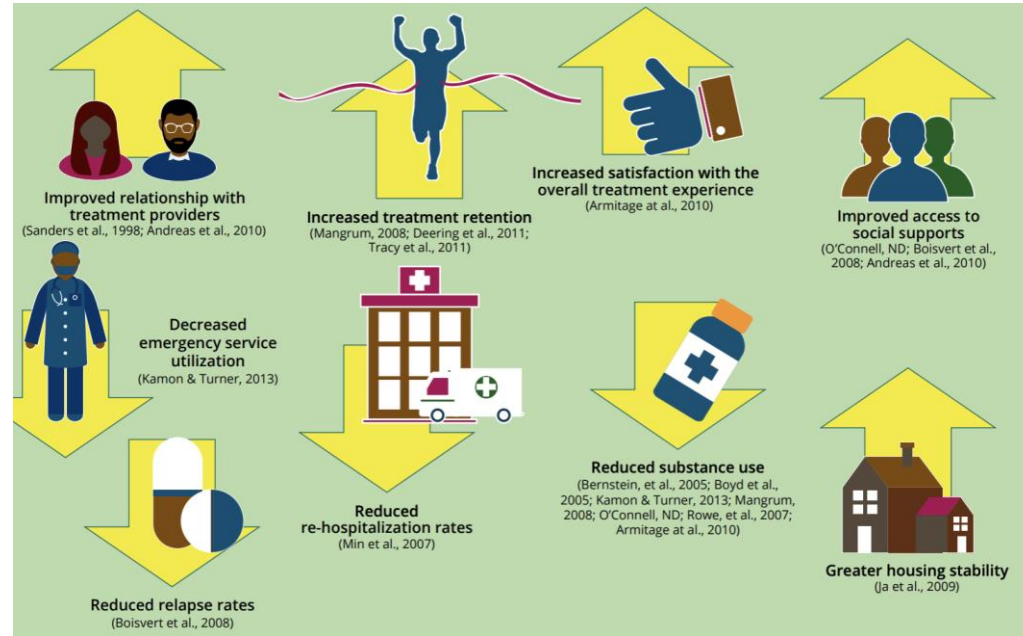 Improved relationship with
treatment providers
(Sanders et al., 1998; Andreas et al., 2010)
Increased treatment retention
(Mangrum, 2008; Deering et al., 2011;
Tracy et al., 2011)
Increased satisfaction with the
overall treatment experience
(Armitage at al., 2010)
Improved access to
social supports
(O'Connell, ND; Boisvert et al.,
2008; Andreas et al., 2010)
Decreased
emergency service
utilization
(Kamon & Turner, 2013)
Reduced relapse rates
(Boisvert et al., 2008)
Reduced
re-hospitalization rates
(Min et al., 2007)
Reduced substance use
(Bernstein, et al., 2005; Boyd et al.,
2005; Kamon & Turner, 2013; Mangrum,
2008; O'Connell, ND; Rowe, et al., 2007;
Armitage et al., 2010)
Greater housing stability
(Ja et al., 2009)